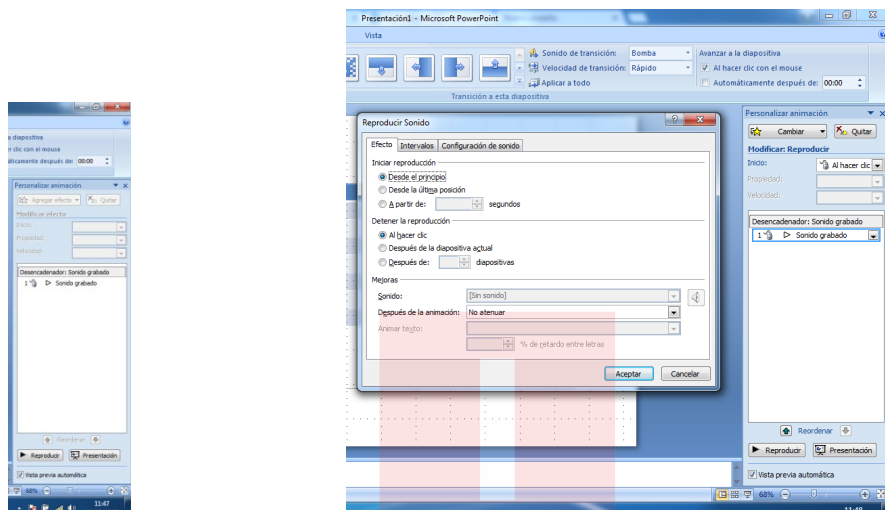 a diapositiva
er clic con el mouse
áticamente después de: 00:00
Personalizar animación
Agregar efecto Quitar
Modificar efecto
Inicio:
Propiedad:
Velocidad:
Desencadenador: Sonido grabado
1 Sonido grabado
Reordenar
Reproducir Presentación
Vista previa automática
68%
11:47
Presentación1 - Microsoft PowerPoint
Vista
Sonido de transición: Bomba
Velocidad de transición: Rápido
Aplicar a todo
Avanzar a la diapositiva
Al hacer clic con el mouse
Automáticamente después de: 00:00
Transición a esta diapositiva
Reproducir Sonido
Efecto Intervalos Configuración de sonido
Iniciar reproducción
Desde el principio
Desde la última posición
A partir de: segundos
Detener la reproducción
Al hacer clic
Después de la diapositiva actual
Después de: diapositivas
Mejoras
Sonido: [Sin sonido]
Después de la animación: No atenuar
Animar texto:
% de retardo entre letras
Aceptar Cancelar
Personalizar animación
Cambiar Quitar
Modificar: Reproducir
Inicio: Al hacer clic
Propiedad:
Velocidad:
Desencadenador: Sonido grabado
1 Sonido grabado
Reordenar
Reproducir Presentación
Vista previa automática
68%
11:48